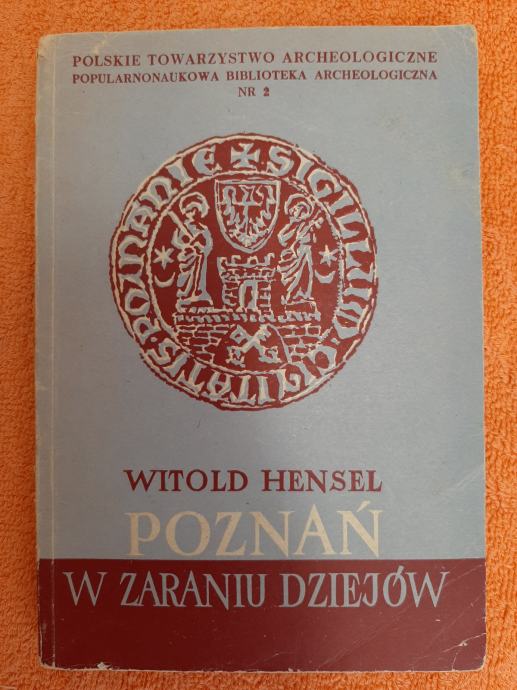 POLSKIE TOWARZYSTWO ARCHEOLOGICZNE
POPULARNONAUKOWA BIBLIOTEKA ARCHEOLOGICZNA
NR 2
✠ SIGILLUM · CIVITATIS · POZNANIE
WITOLD HENSEL
POZNAŃ
W ZARANIU DZIEJÓW